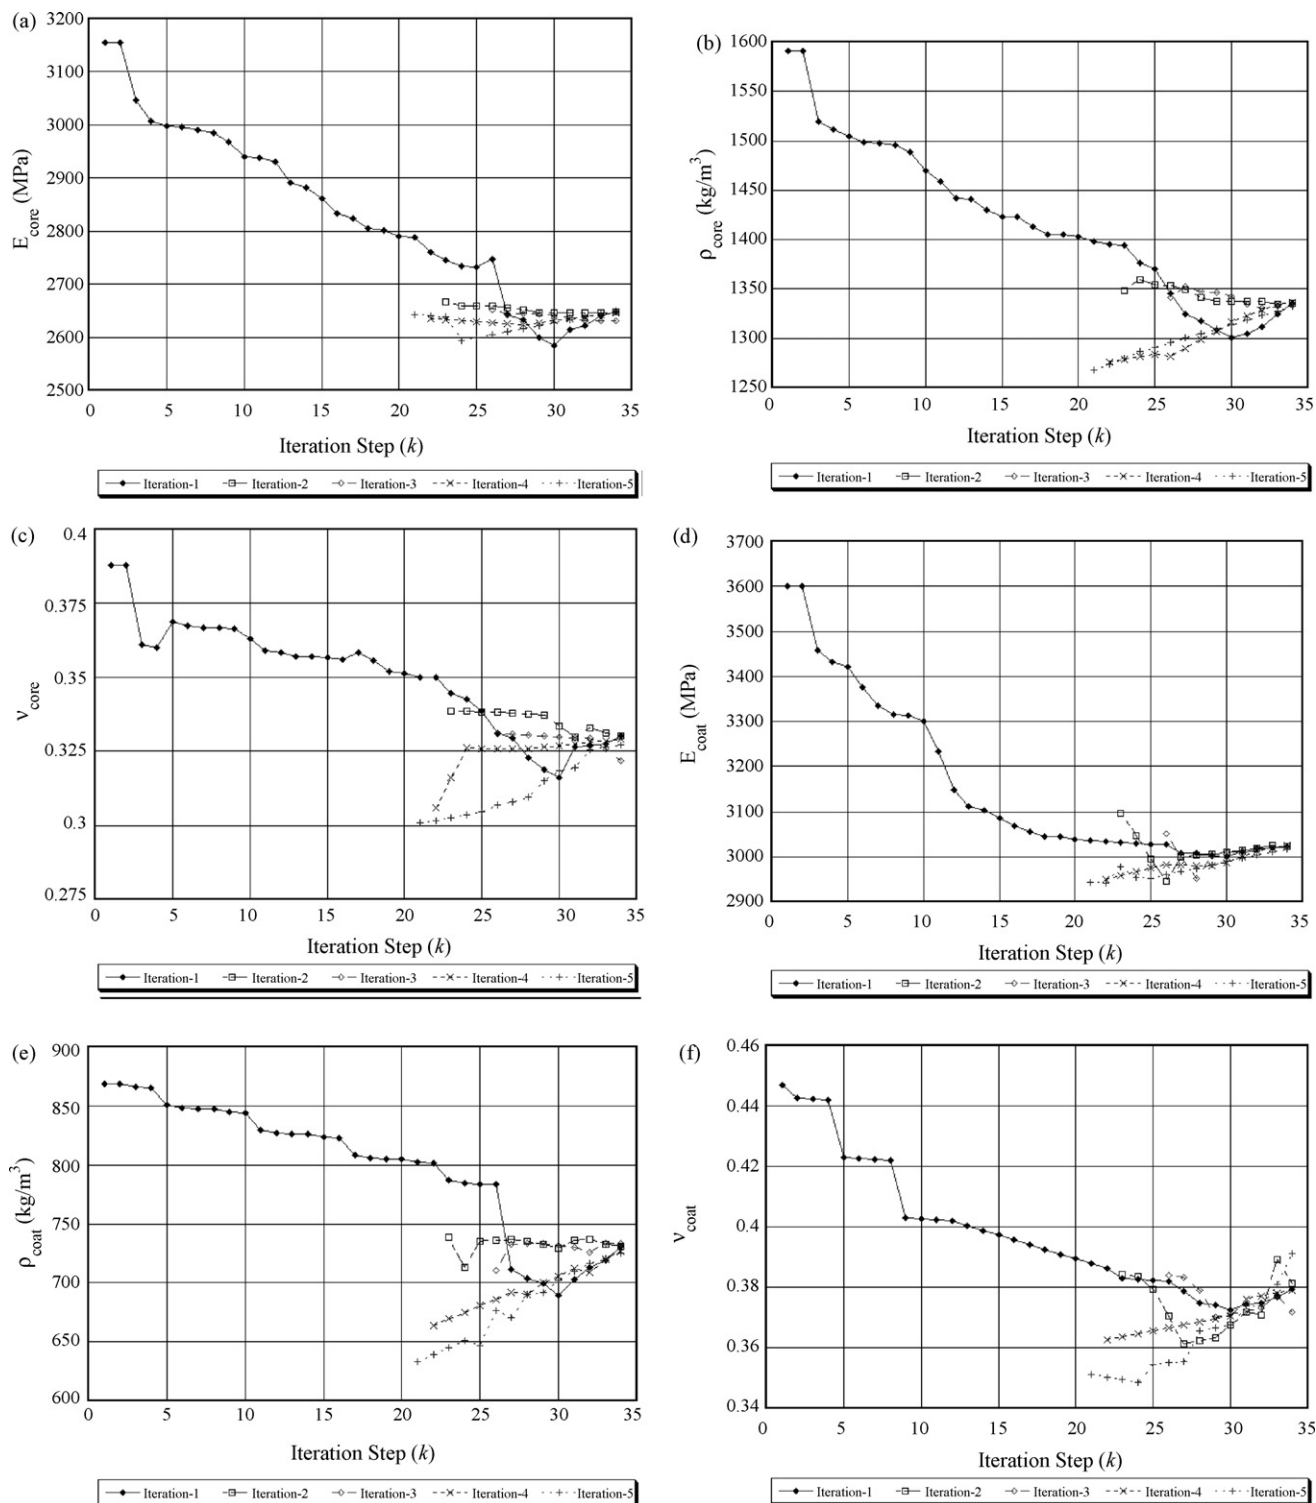 (a)
3200
3100
3000
2900
2800
2700
2600
2500
E core (MPa)
0 5 10 15 20 25 30 35
Iteration Step (k)
Iteration-1 Iteration-2 Iteration-3 Iteration-4 Iteration-5
(b)
1600
1550
1500
1450
1400
1350
1300
1250
ρ core (kg/m3)
0 5 10 15 20 25 30 35
Iteration Step (k)
Iteration-1 Iteration-2 Iteration-3 Iteration-4 Iteration-5
(c)
0.4
0.375
0.35
0.325
0.3
0.275
ν core
0 5 10 15 20 25 30 35
Iteration Step (k)
Iteration-1 Iteration-2 Iteration-3 Iteration-4 Iteration-5
(d)
3700
3600
3500
3400
3300
3200
3100
3000
2900
E coat (MPa)
0 5 10 15 20 25 30 35
Iteration Step (k)
Iteration-1 Iteration-2 Iteration-3 Iteration-4 Iteration-5
(e)
900
850
800
750
700
650
600
ρ coat (kg/m3)
0 5 10 15 20 25 30 35
Iteration Step (k)
Iteration-1 Iteration-2 Iteration-3 Iteration-4 Iteration-5
(f)
0.46
0.44
0.42
0.4
0.38
0.36
0.34
ν coat
0 5 10 15 20 25 30 35
Iteration Step (k)
Iteration-1 Iteration-2 Iteration-3 Iteration-4 Iteration-5